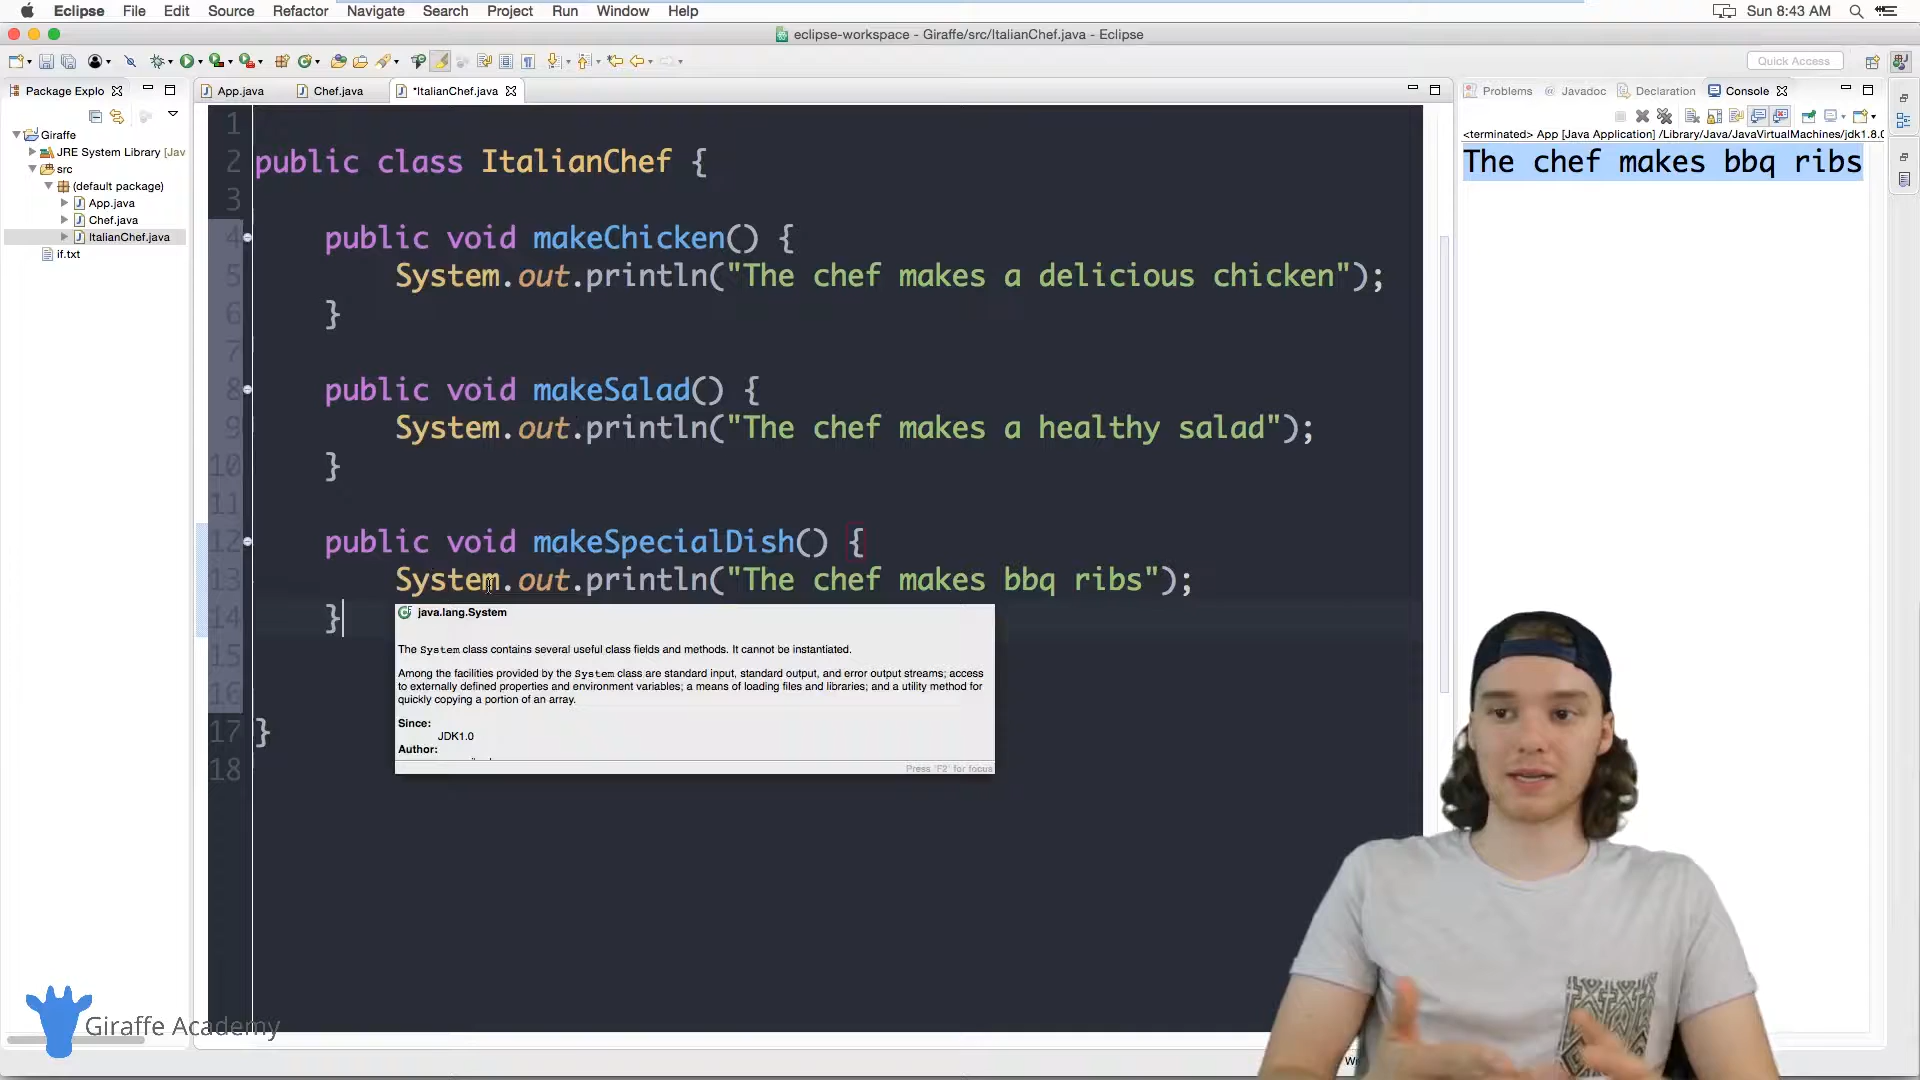 Eclipse File Edit Source Refactor Navigate Search Project Run Window Help Sun 8:43 AM
eclipse-workspace - Giraffe/src/ItalianChef.java - Eclipse
Quick Access
Package Explo
App.java Chef.java *ItalianChef.java
Problems @ Javadoc Declaration Console
Giraffe
JRE System Library [Jav
src
(default package)
App.java
Chef.java
ItalianChef.java
if.txt
<terminated> App [Java Application] /Library/Java/JavaVirtualMachines/jdk1.8.0
The chef makes bbq ribs
1
2 public class ItalianChef {
3
4 public void makeChicken() {
5 System.out.println("The chef makes a delicious chicken");
6 }
7
8 public void makeSalad() {
9 System.out.println("The chef makes a healthy salad");
10 }
11
12 public void makeSpecialDish() {
13 System.out.println("The chef makes bbq ribs");
14 }
15
16
17 }
18
java.lang.System
The System class contains several useful class fields and methods. It cannot be instantiated.
Among the facilities provided by the System class are standard input, standard output, and error output streams; access
to externally defined properties and environment variables; a means of loading files and libraries; and a utility method for
quickly copying a portion of an array.
Since:
JDK1.0
Author:
Press 'F2' for focus
Giraffe Academy